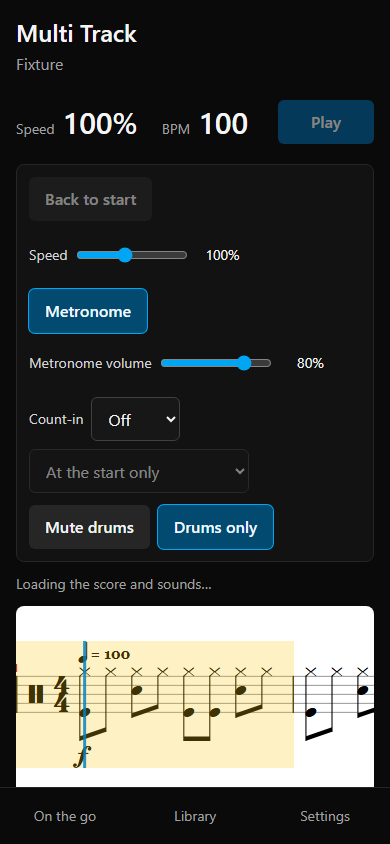 Multi Track
Fixture
Speed 100% BPM 100 Play
Back to start
Speed 100%
Metronome
Metronome volume 80%
Count-in Off
At the start only
Mute drums Drums only
Loading the score and sounds...
= 100
4
4
f
On the go Library Settings